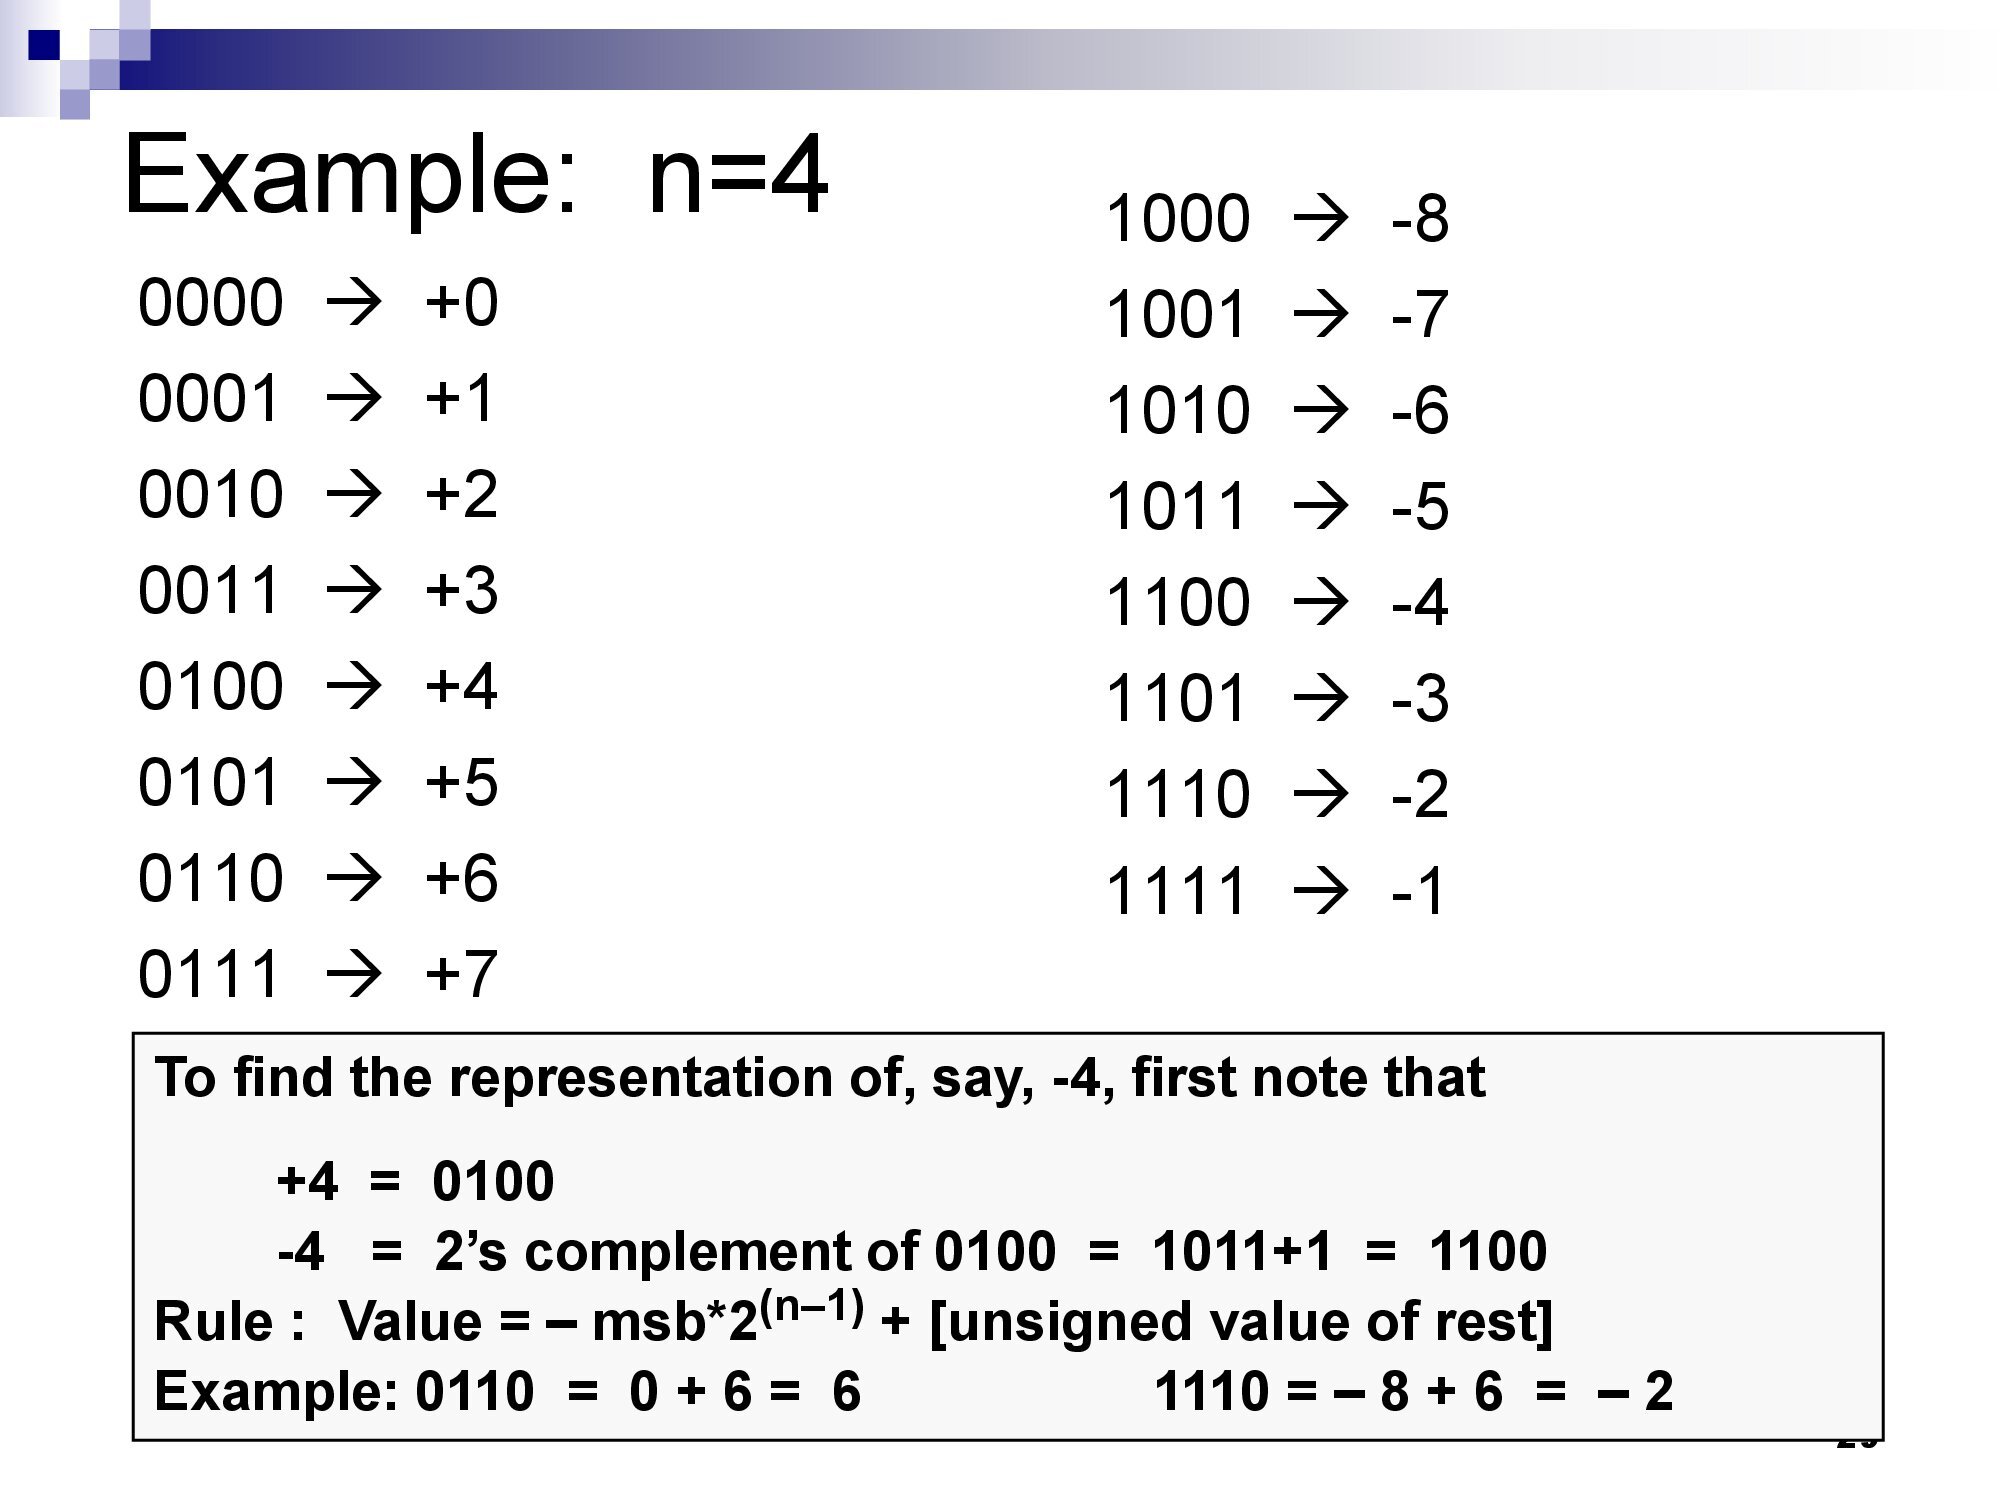 Example:  n=4
0000 → +0
0001 → +1
0010 → +2
0011 → +3
0100 → +4
0101 → +5
0110 → +6
0111 → +7
1000 → -8
1001 → -7
1010 → -6
1011 → -5
1100 → -4
1101 → -3
1110 → -2
1111 → -1
To find the representation of, say, -4, first note that
+4 = 0100
-4 = 2’s complement of 0100 = 1011+1 = 1100
Rule : Value = – msb*2^(n–1) + [unsigned value of rest]
Example: 0110 = 0 + 6 = 6 1110 = – 8 + 6 = – 2